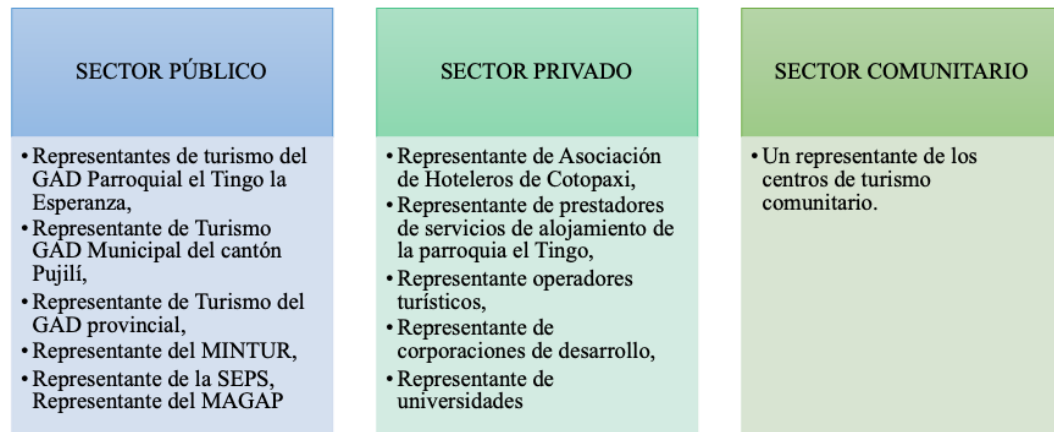 SECTOR PÚBLICO
• Representantes de turismo del
GAD Parroquial el Tingo la
Esperanza,
• Representante de Turismo
GAD Municipal del cantón
Pujilí,
• Representante de Turismo del
GAD provincial,
• Representante del MINTUR,
• Representante de la SEPS,
Representante del MAGAP
SECTOR PRIVADO
• Representante de Asociación
de Hoteleros de Cotopaxi,
• Representante de prestadores
de servicios de alojamiento de
la parroquia el Tingo,
• Representante operadores
turísticos,
• Representante de
corporaciones de desarrollo,
• Representante de
universidades
SECTOR COMUNITARIO
• Un representante de los
centros de turismo
comunitario.